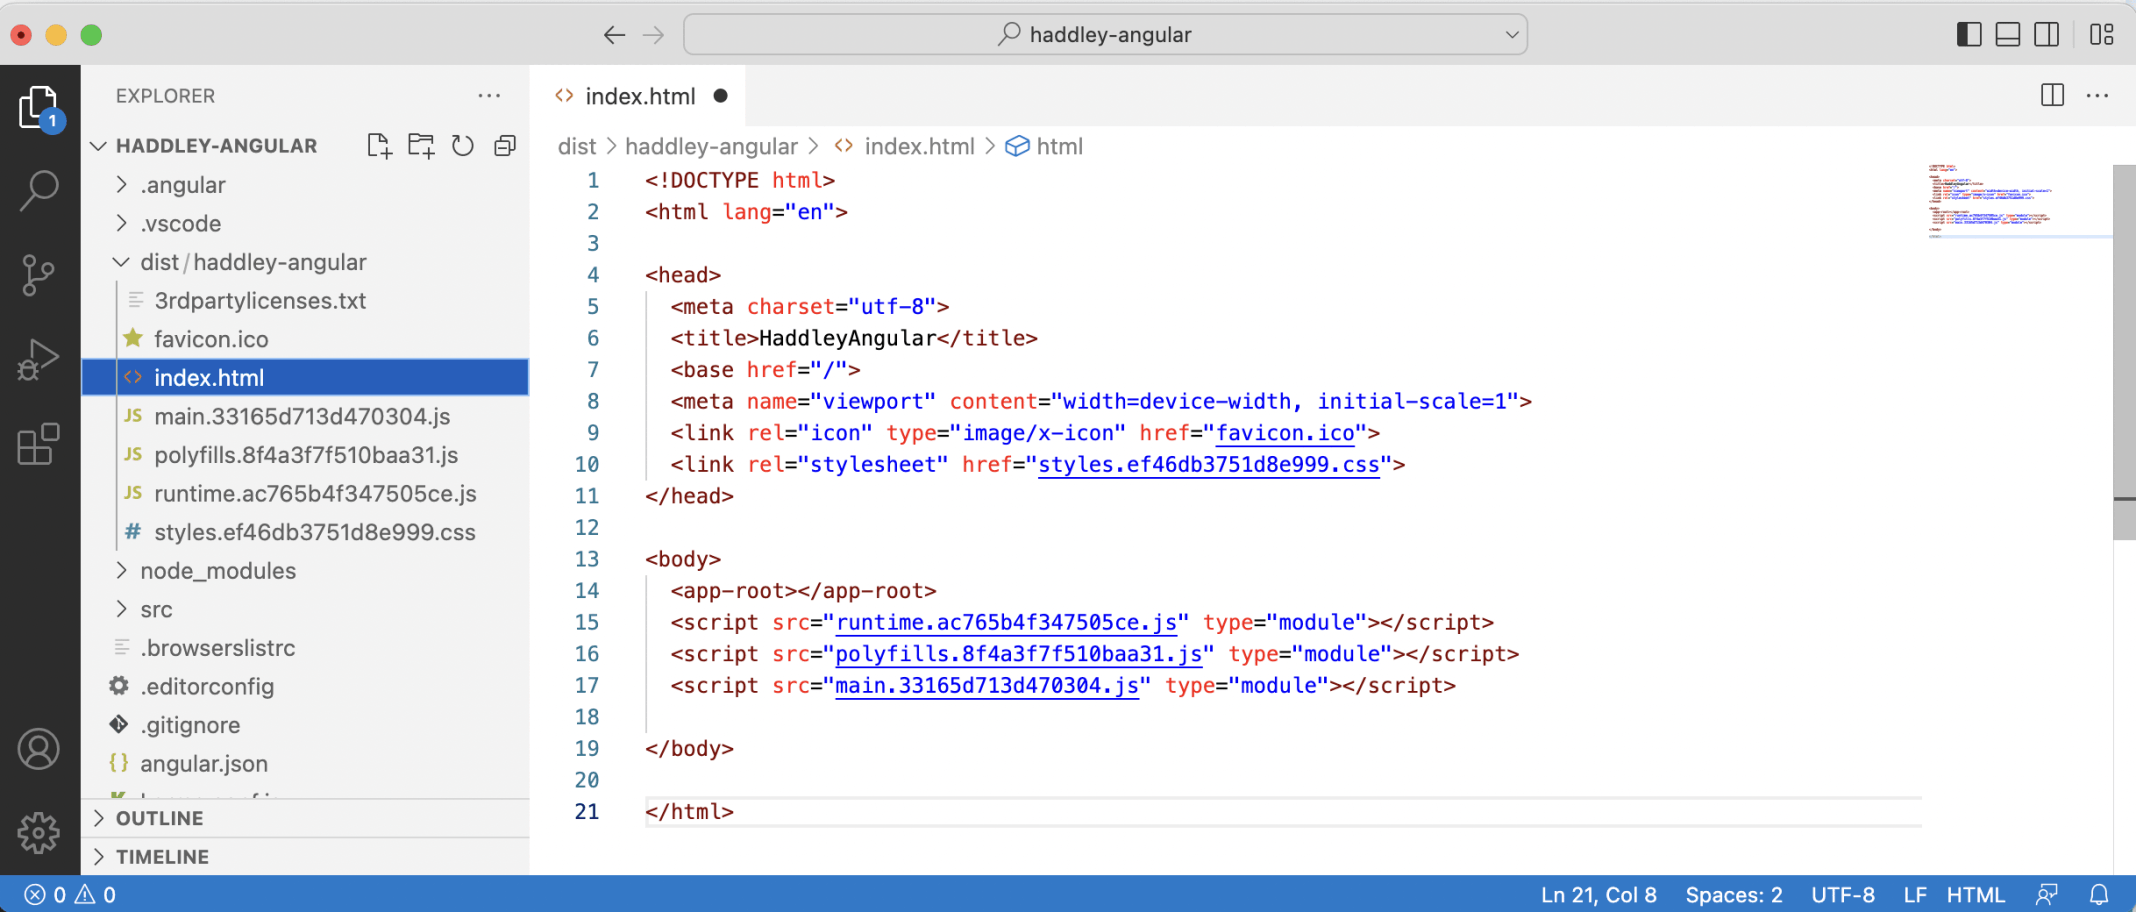 haddley-angular
EXPLORER
1
HADDLEY-ANGULAR
.angular
.vscode
dist/haddley-angular
3rdpartylicenses.txt
favicon.ico
<> index.html
JS main.33165d713d470304.js
JS polyfills.8f4a3f7f510baa31.js
JS runtime.ac765b4f347505ce.js
# styles.ef46db3751d8e999.css
node_modules
src
.browserslistrc
.editorconfig
.gitignore
{} angular.json
OUTLINE
TIMELINE
<> index.html
dist > haddley-angular > <> index.html > html
1 <!DOCTYPE html>
2 <html lang="en">
3
4 <head>
5 <meta charset="utf-8">
6 <title>HaddleyAngular</title>
7 <base href="/">
8 <meta name="viewport" content="width=device-width, initial-scale=1">
9 <link rel="icon" type="image/x-icon" href="favicon.ico">
10 <link rel="stylesheet" href="styles.ef46db3751d8e999.css">
11 </head>
12
13 <body>
14 <app-root></app-root>
15 <script src="runtime.ac765b4f347505ce.js" type="module"></script>
16 <script src="polyfills.8f4a3f7f510baa31.js" type="module"></script>
17 <script src="main.33165d713d470304.js" type="module"></script>
18
19 </body>
20
21 </html>
0 0
Ln 21, Col 8 Spaces: 2 UTF-8 LF HTML